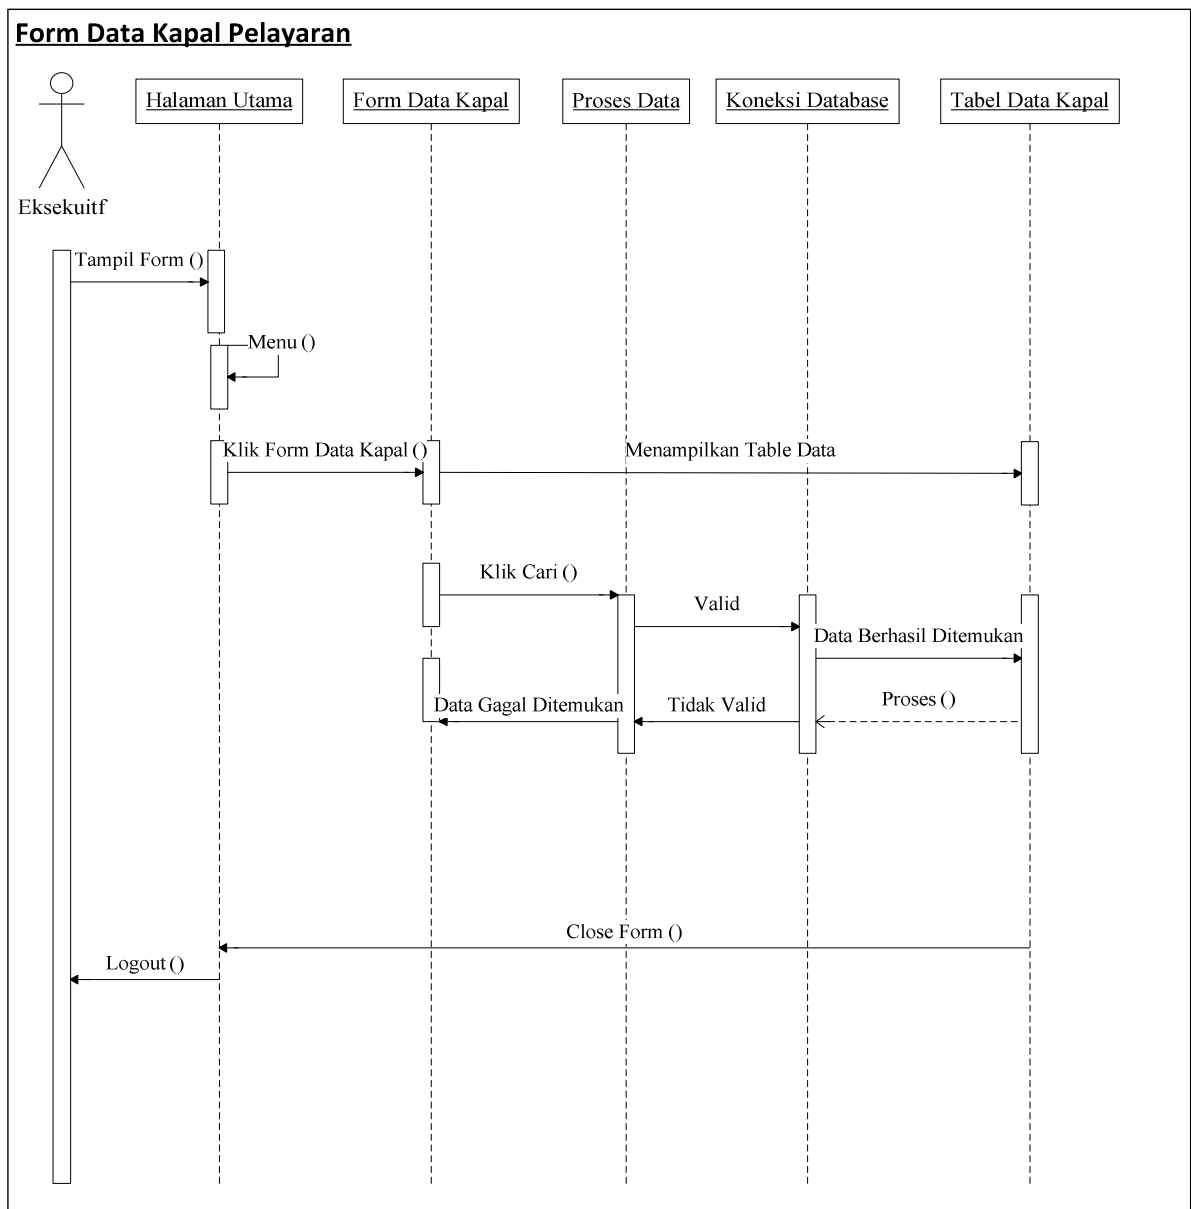 Form Data Kapal Pelayaran
Halaman Utama
Form Data Kapal
Proses Data
Koneksi Database
Tabel Data Kapal
Eksekuitf
Tampil Form ()
Menu ()
Klik Form Data Kapal ()
Menampilkan Table Data
Klik Cari ()
Valid
Data Berhasil Ditemukan
Data Gagal Ditemukan
Tidak Valid
Proses ()
Close Form ()
Logout ()